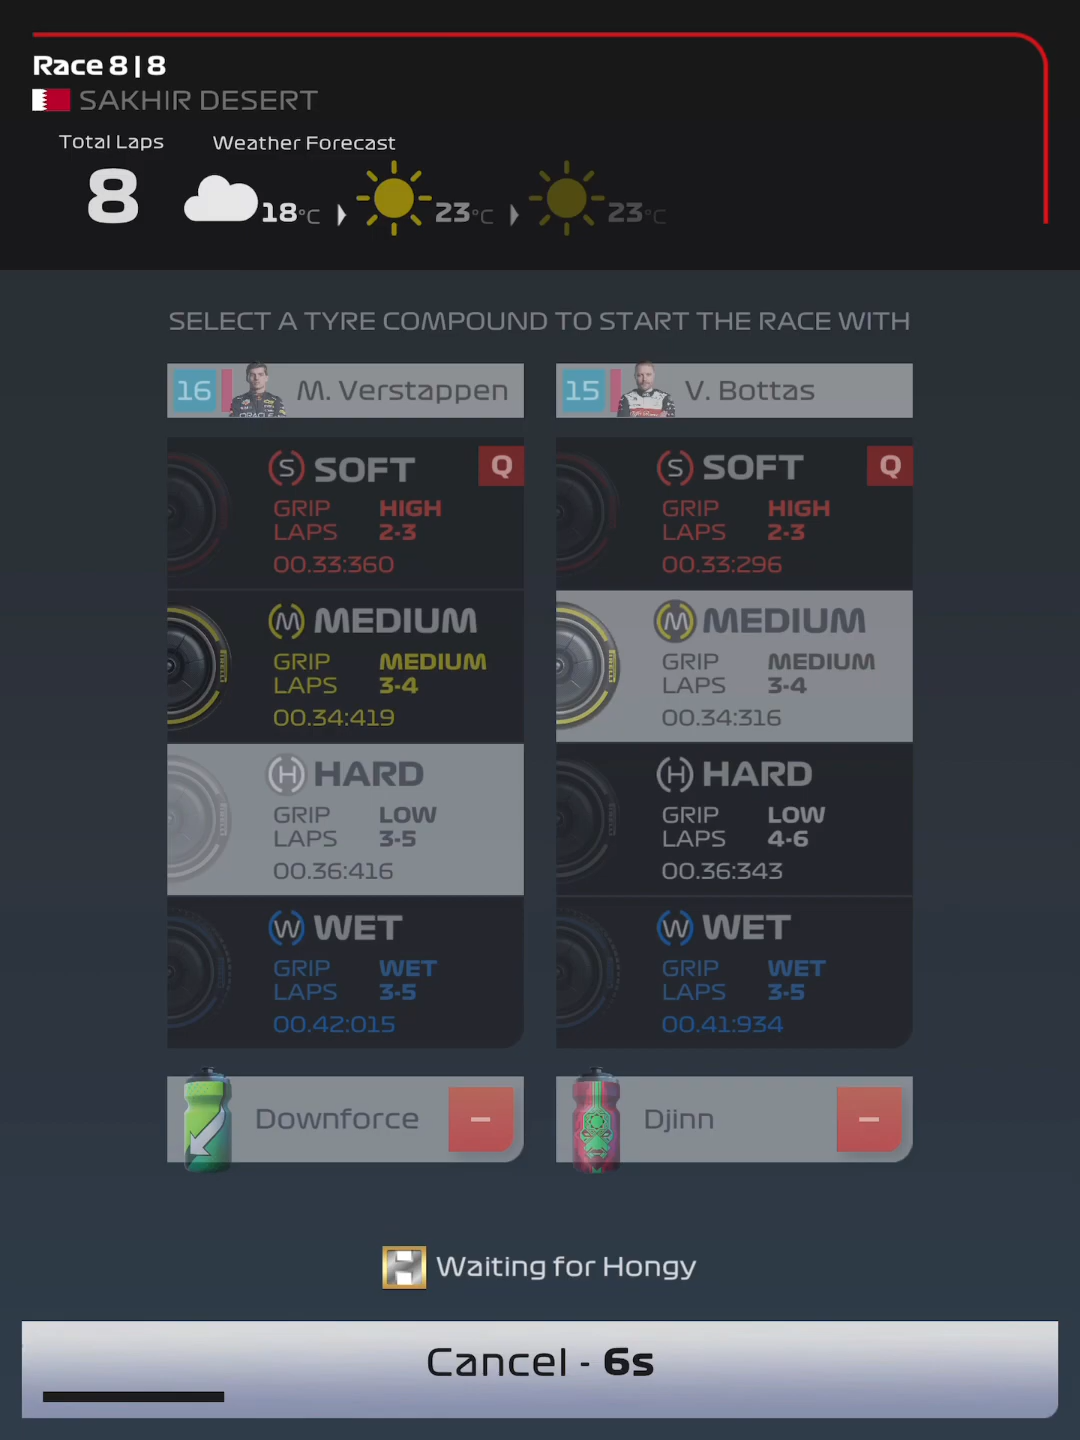 Race 8 | 8
SAKHIR DESERT
Total Laps
Weather Forecast
8
18°C
23°C
23°C
SELECT A TYRE COMPOUND TO START THE RACE WITH
16
M. Verstappen
S SOFT
Q
GRIP HIGH
LAPS 2-3
00.33:360
M MEDIUM
GRIP MEDIUM
LAPS 3-4
00.34:419
H HARD
GRIP LOW
LAPS 3-5
00.36:416
W WET
GRIP WET
LAPS 3-5
00.42:015
Downforce
–
15
V. Bottas
S SOFT
Q
GRIP HIGH
LAPS 2-3
00.33:296
M MEDIUM
GRIP MEDIUM
LAPS 3-4
00.34:316
H HARD
GRIP LOW
LAPS 4-6
00.36:343
W WET
GRIP WET
LAPS 3-5
00.41:934
Djinn
–
H Waiting for Hongy
Cancel - 6s